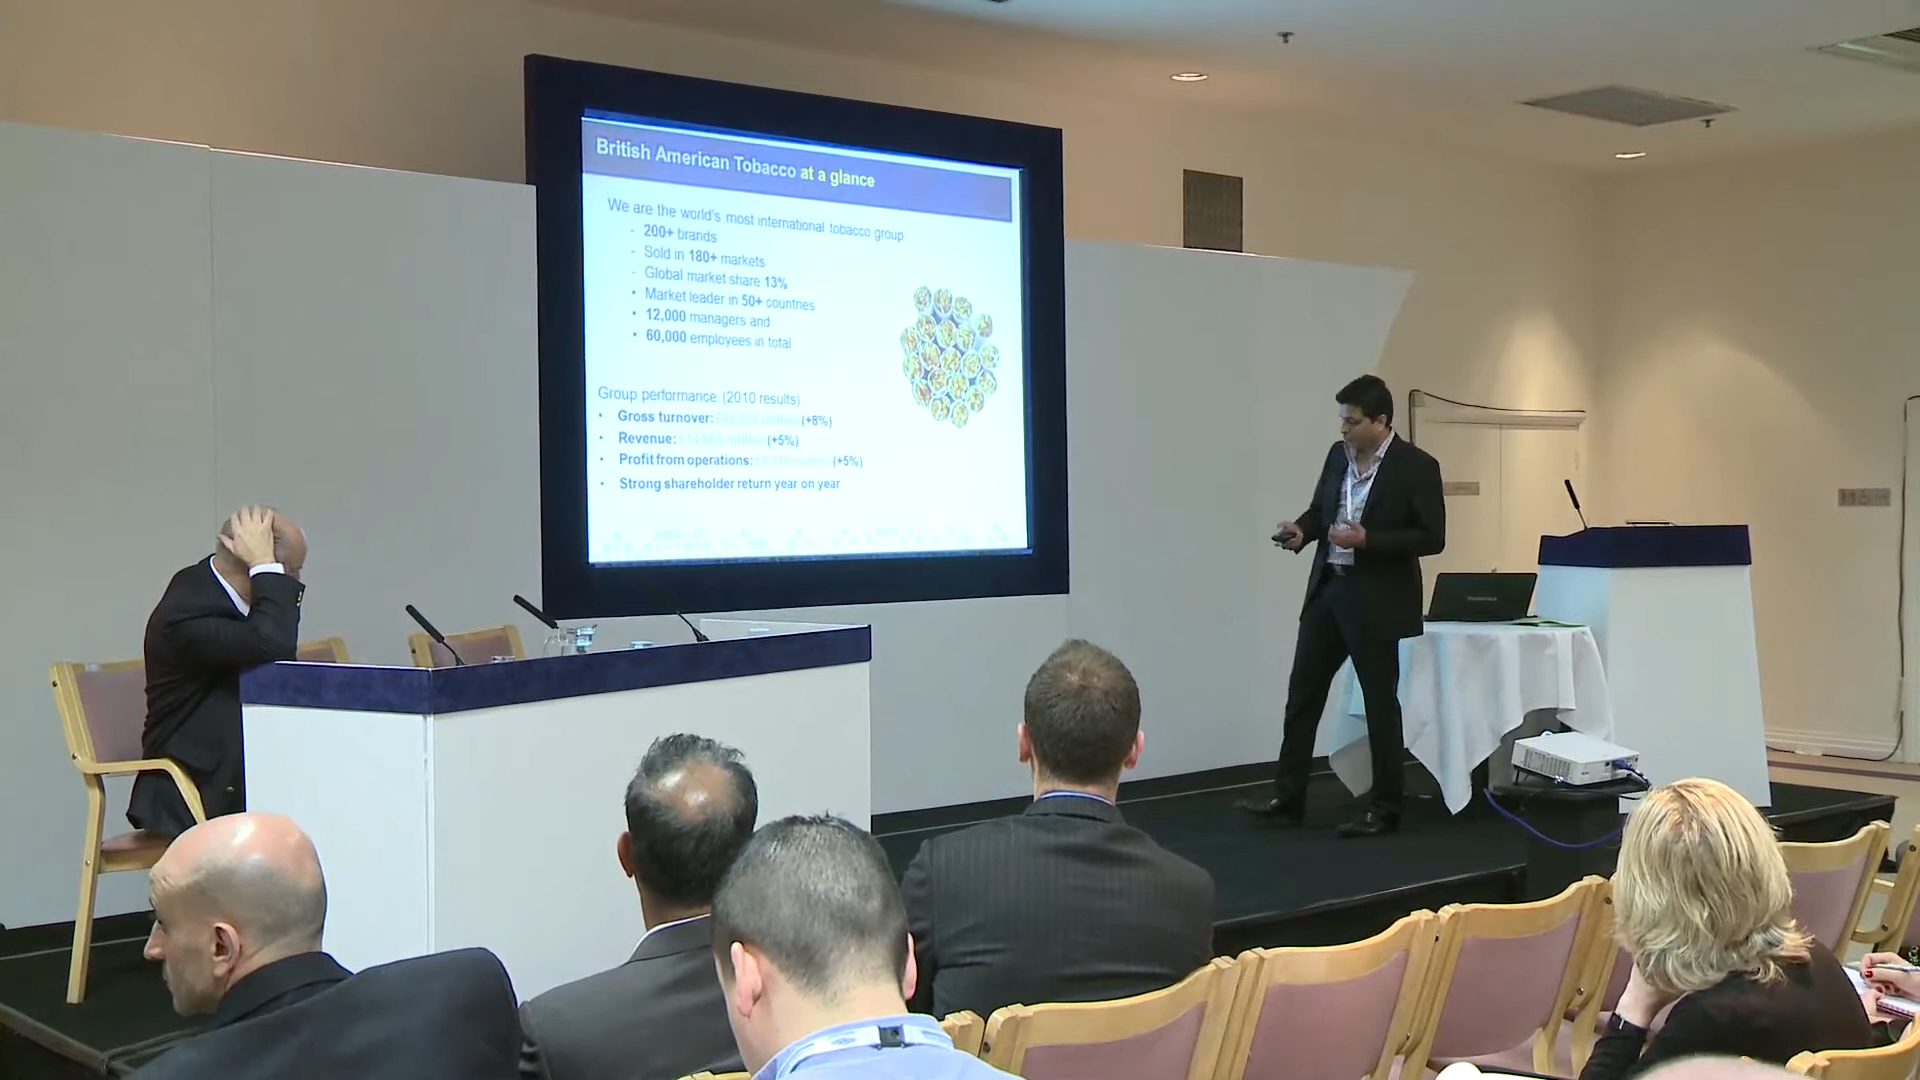 British American Tobacco at a glance
We are the world's most international tobacco group
- 200+ brands
- Sold in 180+ markets
- Global market share 13%
• Market leader in 50+ countries
• 12,000 managers and
• 60,000 employees in total
Group performance (2010 results)
• Gross turnover: (+8%)
• Revenue: (+5%)
• Profit from operations: (+5%)
• Strong shareholder return year on year